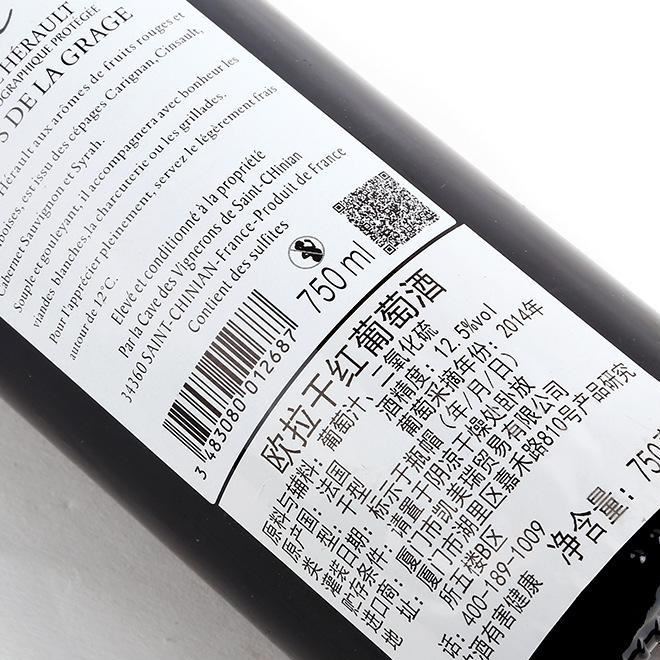 HÉRAULT
OGRAPHIQUE PROTÉGÉE
S DE LA GRAGE
Hérault aux arômes de fruits rouges et
noises, est issu des cépages Carignan, Cinsault,
Cabernet Sauvignon et Syrah.
Souple et gouleyant, il accompagnera avec bonheur les
viandes blanches, la charcuterie ou les grillades.
Pour l'apprécier pleinement, servez le légèrement frais
autour de 12°C.
Elevé et conditionné à la propriété
Par la Cave des Vignerons de Saint-CHinian
34360 SAINT-CHINIAN - France-Produit de France
Contient des sulfites
750 ml
3 483080 012687
欧拉干红葡萄酒
原料与辅料：葡萄汁、二氧化硫
原产国：法国 酒精度：12.5%vol
类型：干型 葡萄采摘年份：2014年
灌装日期：标示于瓶帽（年/月/日）
贮存条件：请置于阴凉干燥处卧放
进口商：厦门市凯美瑞贸易有限公司
地址：厦门市湖里区嘉禾路810号产品研究
所五楼B区
话：400-189-1009
酒有害健康
净含量：750